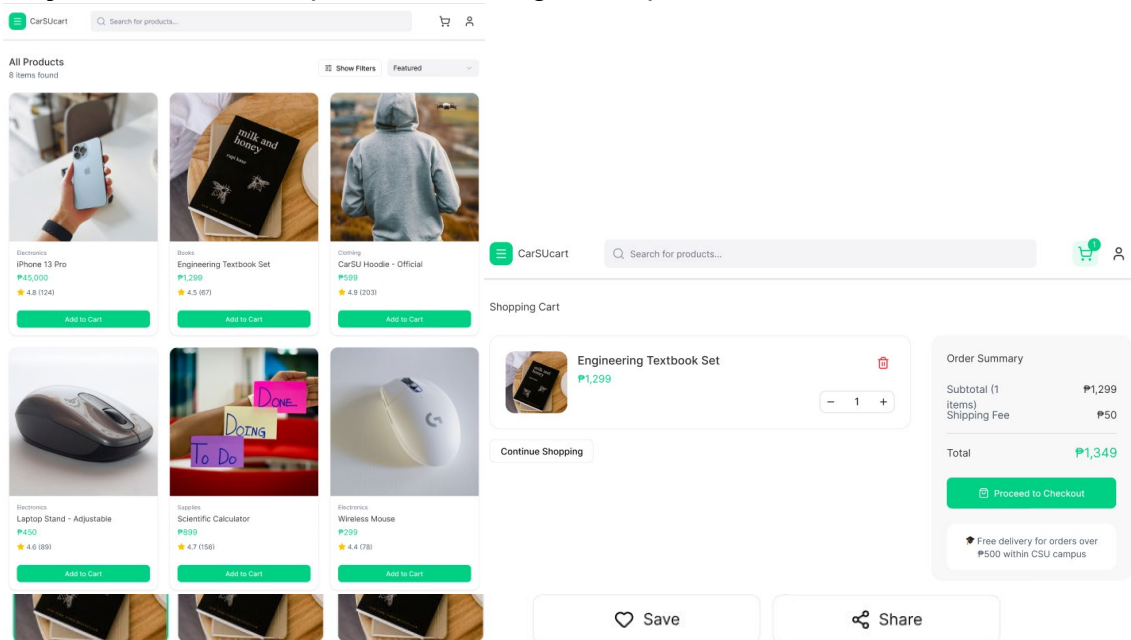 CarSUcart
Search for products...
All Products
8 items found
Show Filters
Featured
milk and
honey
rupi kaur
Electronics
iPhone 13 Pro
₱45,000
4.8 (124)
Add to Cart
Books
Engineering Textbook Set
₱1,299
4.5 (67)
Add to Cart
Clothing
CarSU Hoodie - Official
₱599
4.9 (203)
Add to Cart
To Do
Doing
Done
G
Electronics
Laptop Stand - Adjustable
₱450
4.6 (89)
Add to Cart
Supplies
Scientific Calculator
₱899
4.7 (156)
Add to Cart
Electronics
Wireless Mouse
₱299
4.4 (78)
Add to Cart
CarSUcart
Search for products...
1
Shopping Cart
milk and
honey
Engineering Textbook Set
₱1,299
- 1 +
Continue Shopping
Order Summary
Subtotal (1
items)
₱1,299
Shipping Fee
₱50
Total
₱1,349
Proceed to Checkout
Free delivery for orders over
₱500 within CSU campus
Save
Share